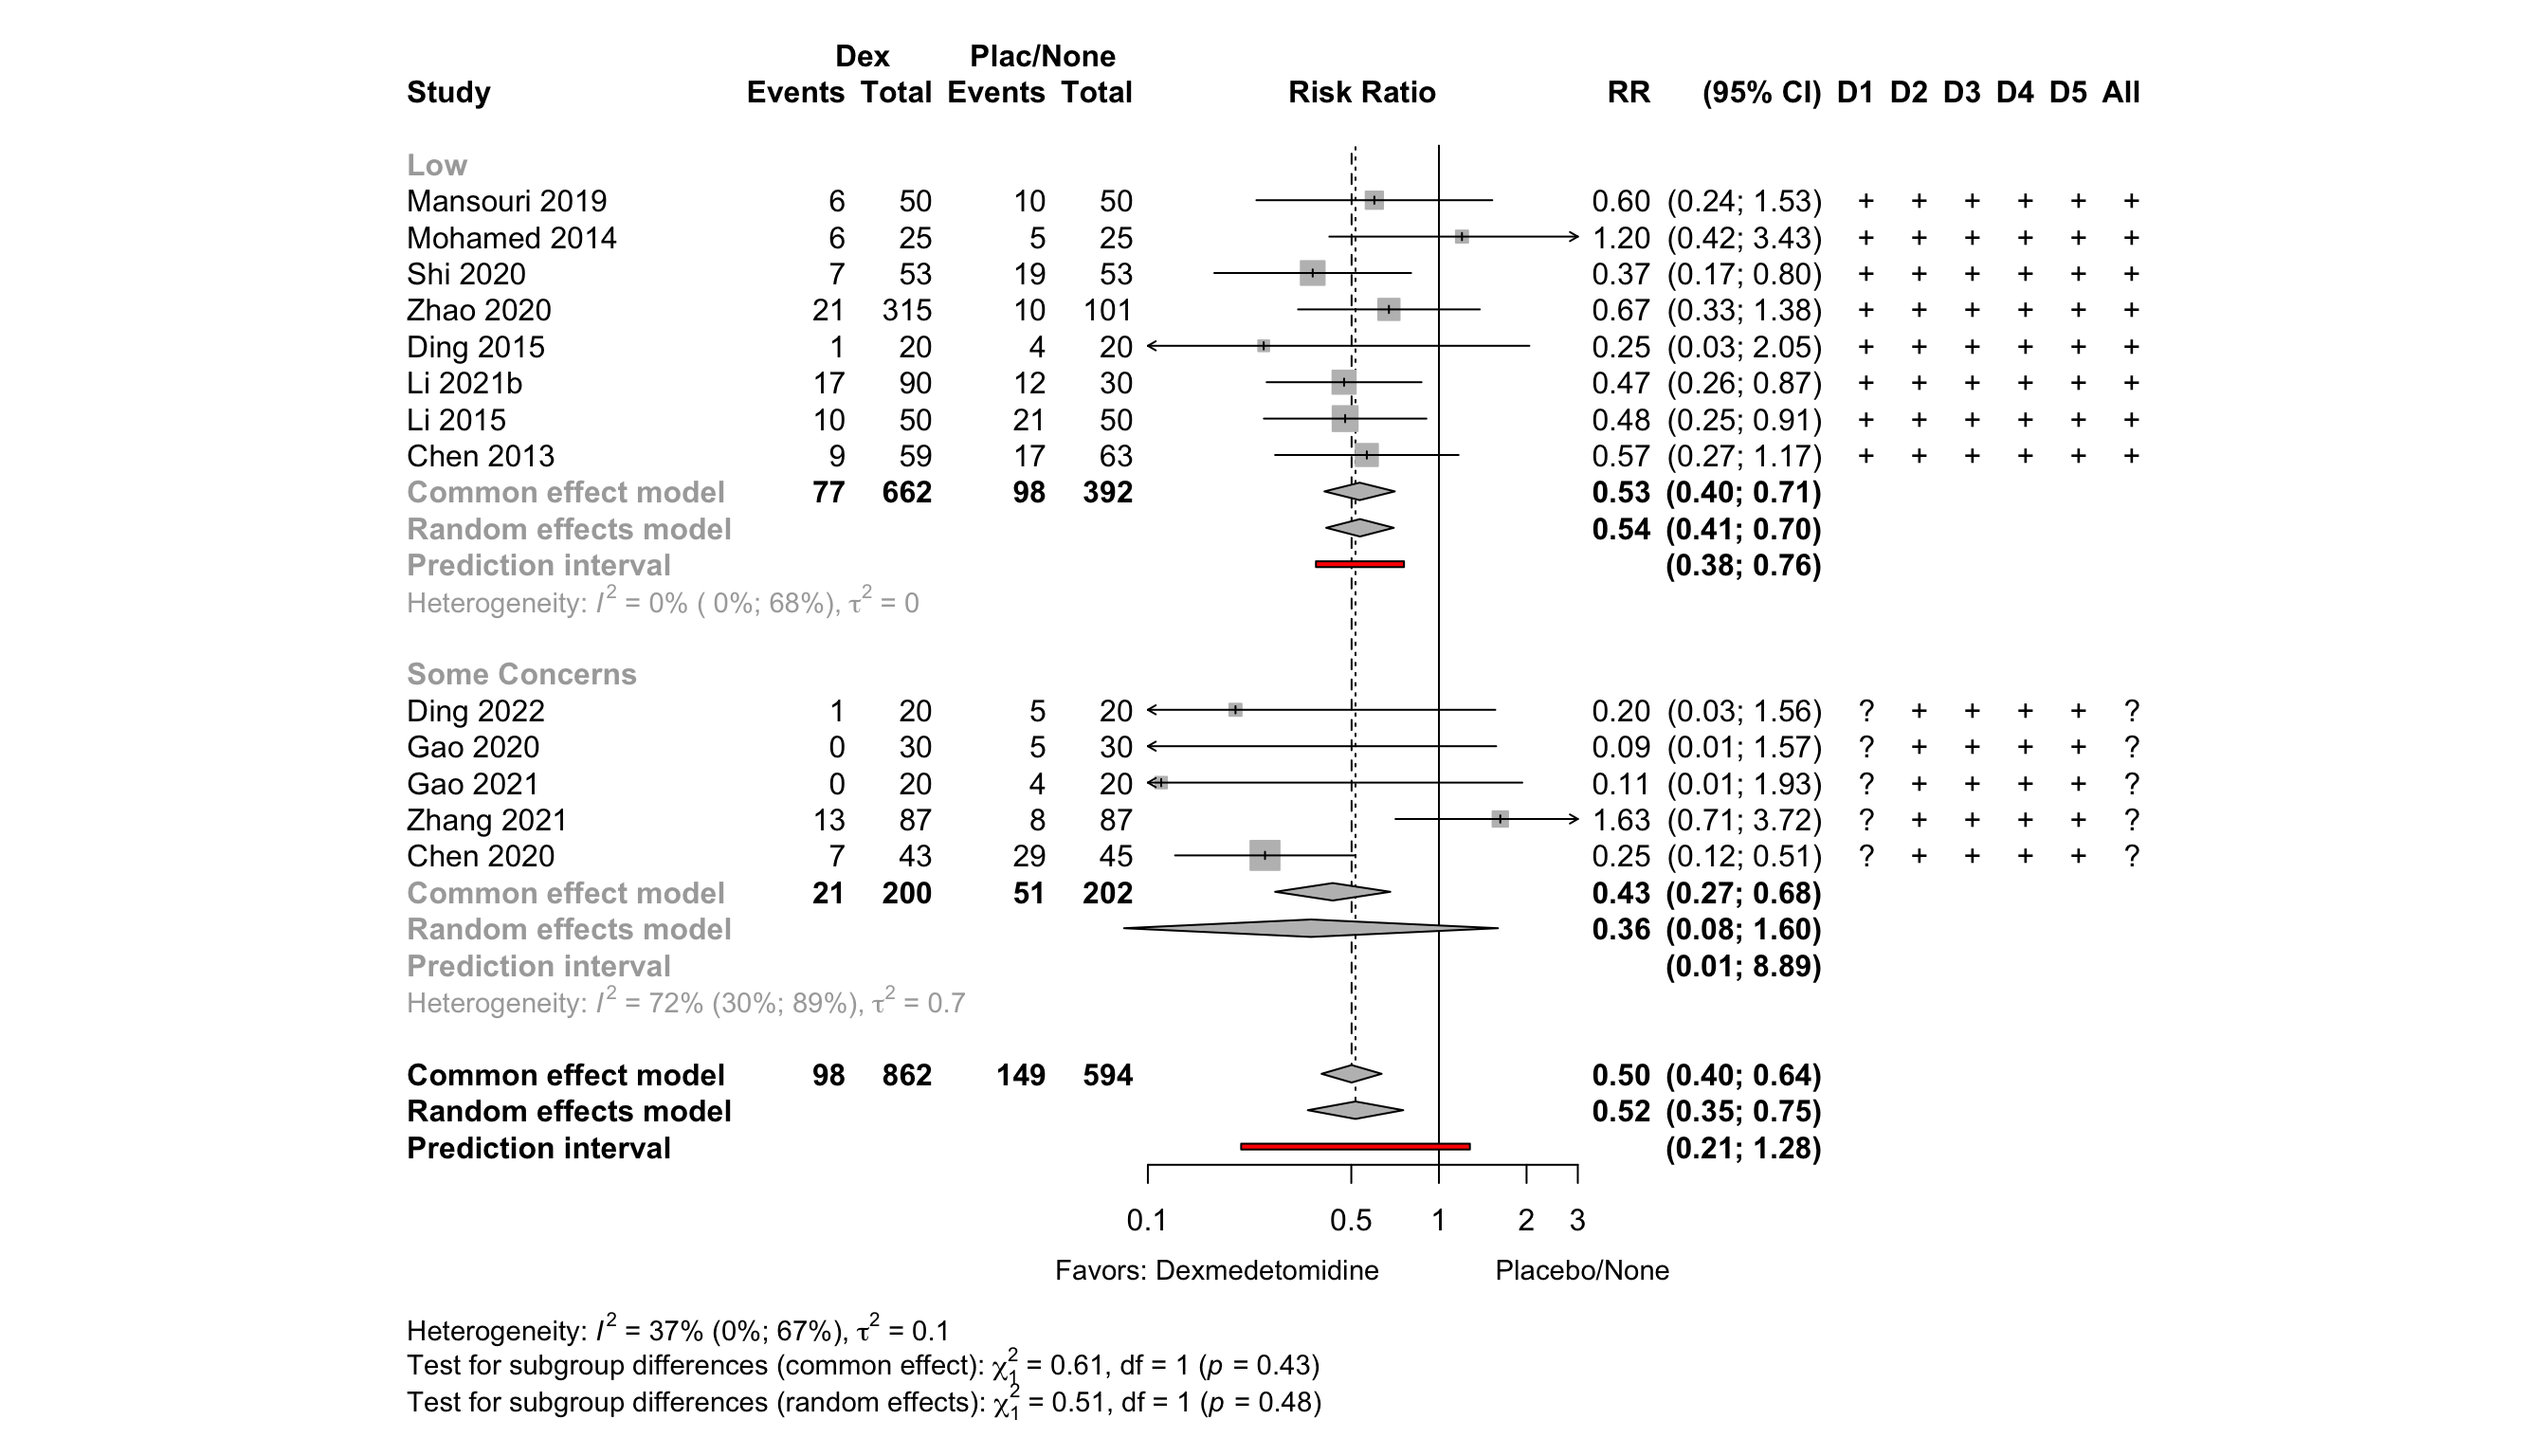 Dex Plac/None
Study Events Total Events Total Risk Ratio RR (95% CI) D1 D2 D3 D4 D5 All
Low
Mansouri 2019 6 50 10 50 0.60 (0.24; 1.53) + + + + + +
Mohamed 2014 6 25 5 25 1.20 (0.42; 3.43) + + + + + +
Shi 2020 7 53 19 53 0.37 (0.17; 0.80) + + + + + +
Zhao 2020 21 315 10 101 0.67 (0.33; 1.38) + + + + + +
Ding 2015 1 20 4 20 0.25 (0.03; 2.05) + + + + + +
Li 2021b 17 90 12 30 0.47 (0.26; 0.87) + + + + + +
Li 2015 10 50 21 50 0.48 (0.25; 0.91) + + + + + +
Chen 2013 9 59 17 63 0.57 (0.27; 1.17) + + + + + +
Common effect model 77 662 98 392 0.53 (0.40; 0.71)
Random effects model 0.54 (0.41; 0.70)
Prediction interval (0.38; 0.76)
Heterogeneity: I² = 0% ( 0%; 68%), τ² = 0
Some Concerns
Ding 2022 1 20 5 20 0.20 (0.03; 1.56) ? + + + + ?
Gao 2020 0 30 5 30 0.09 (0.01; 1.57) ? + + + + ?
Gao 2021 0 20 4 20 0.11 (0.01; 1.93) ? + + + + ?
Zhang 2021 13 87 8 87 1.63 (0.71; 3.72) ? + + + + ?
Chen 2020 7 43 29 45 0.25 (0.12; 0.51) ? + + + + ?
Common effect model 21 200 51 202 0.43 (0.27; 0.68)
Random effects model 0.36 (0.08; 1.60)
Prediction interval (0.01; 8.89)
Heterogeneity: I² = 72% (30%; 89%), τ² = 0.7
Common effect model 98 862 149 594 0.50 (0.40; 0.64)
Random effects model 0.52 (0.35; 0.75)
Prediction interval (0.21; 1.28)
0.1 0.5 1 2 3
Favors: Dexmedetomidine Placebo/None
Heterogeneity: I² = 37% (0%; 67%), τ² = 0.1
Test for subgroup differences (common effect): χ²₁ = 0.61, df = 1 (p = 0.43)
Test for subgroup differences (random effects): χ²₁ = 0.51, df = 1 (p = 0.48)